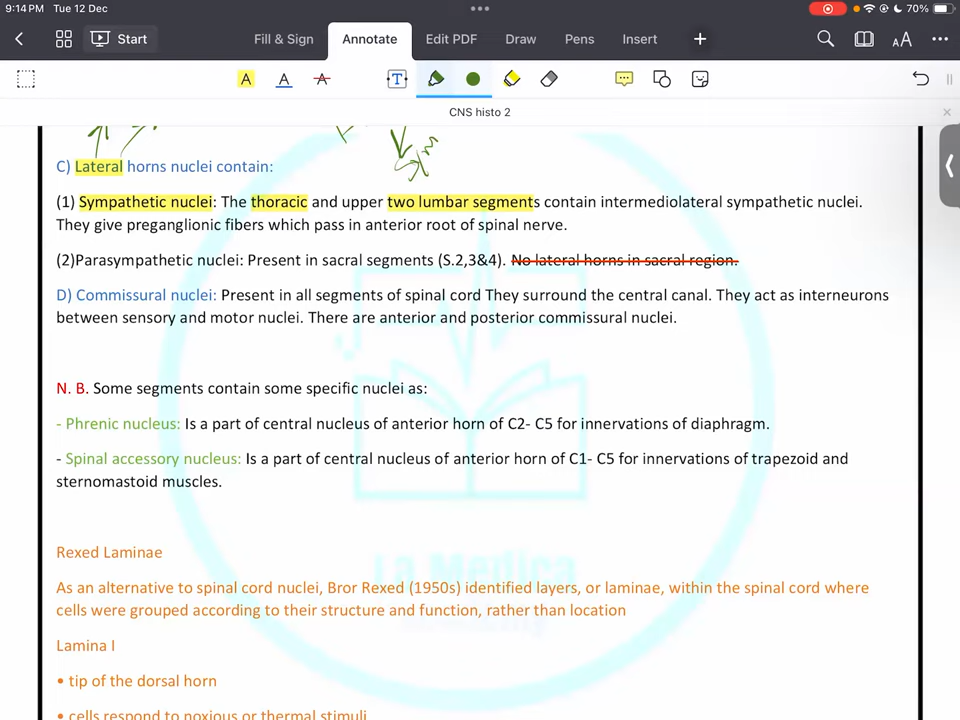 9:14 PM Tue 12 Dec
70%
Start
Fill & Sign
Annotate
Edit PDF
Draw
Pens
Insert
CNS histo 2
C) Lateral horns nuclei contain:
(1) Sympathetic nuclei: The thoracic and upper two lumbar segments contain intermediolateral sympathetic nuclei.
They give preganglionic fibers which pass in anterior root of spinal nerve.
(2)Parasympathetic nuclei: Present in sacral segments (S.2,3&4). No lateral horns in sacral region.
D) Commissural nuclei: Present in all segments of spinal cord They surround the central canal. They act as interneurons
between sensory and motor nuclei. There are anterior and posterior commissural nuclei.
N. B. Some segments contain some specific nuclei as:
- Phrenic nucleus: Is a part of central nucleus of anterior horn of C2- C5 for innervations of diaphragm.
- Spinal accessory nucleus: Is a part of central nucleus of anterior horn of C1- C5 for innervations of trapezoid and
sternomastoid muscles.
La Medica
Rexed Laminae
As an alternative to spinal cord nuclei, Bror Rexed (1950s) identified layers, or laminae, within the spinal cord where
cells were grouped according to their structure and function, rather than location
Lamina I
• tip of the dorsal horn
• cells respond to noxious or thermal stimuli